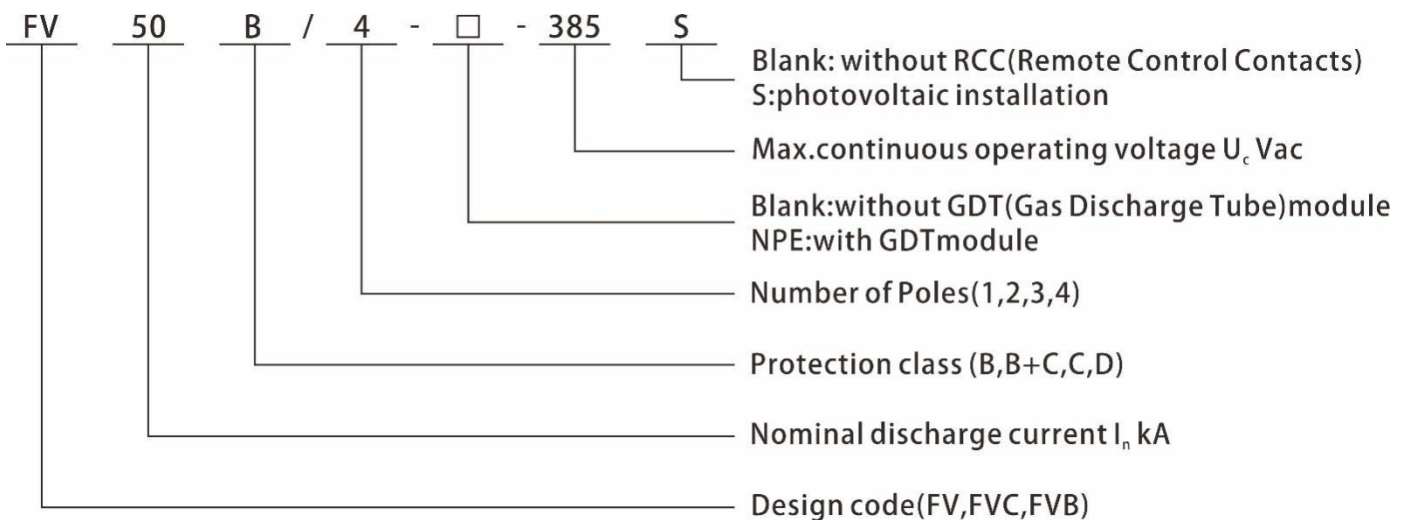 FV 50 B / 4 - □ - 385 S
Blank: without RCC(Remote Control Contacts)
S:photovoltaic installation
Max.continuous operating voltage Uc Vac
Blank:without GDT(Gas Discharge Tube)module
NPE:with GDTmodule
Number of Poles(1,2,3,4)
Protection class (B,B+C,C,D)
Nominal discharge current In kA
Design code(FV,FVC,FVB)